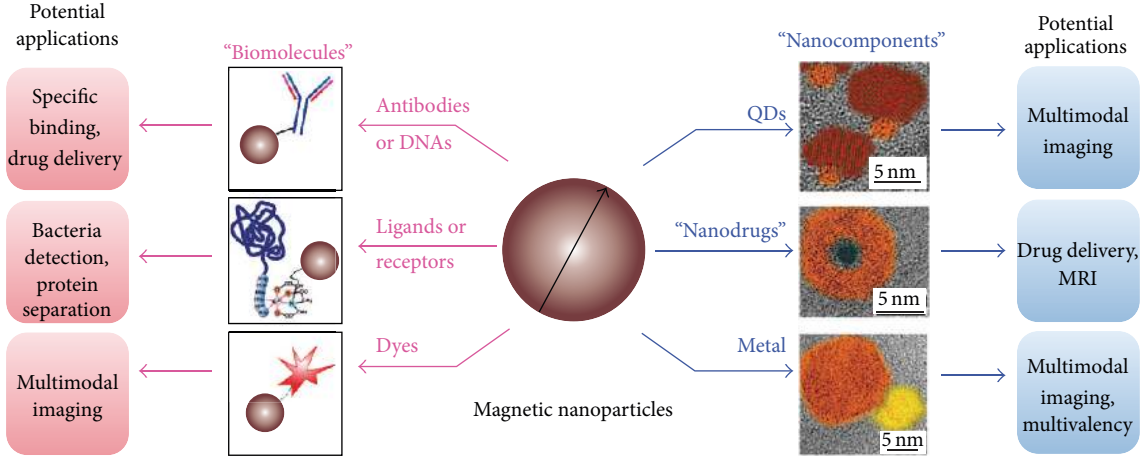 Potential
applications
"Biomolecules"
Specific
binding,
drug delivery
Antibodies
or DNAs
Bacteria
detection,
protein
separation
Ligands or
receptors
Multimodal
imaging
Dyes
Magnetic nanoparticles
"Nanocomponents"
Potential
applications
QDs
5 nm
Multimodal
imaging
"Nanodrugs"
5 nm
Drug delivery,
MRI
Metal
5 nm
Multimodal
imaging,
multivalency